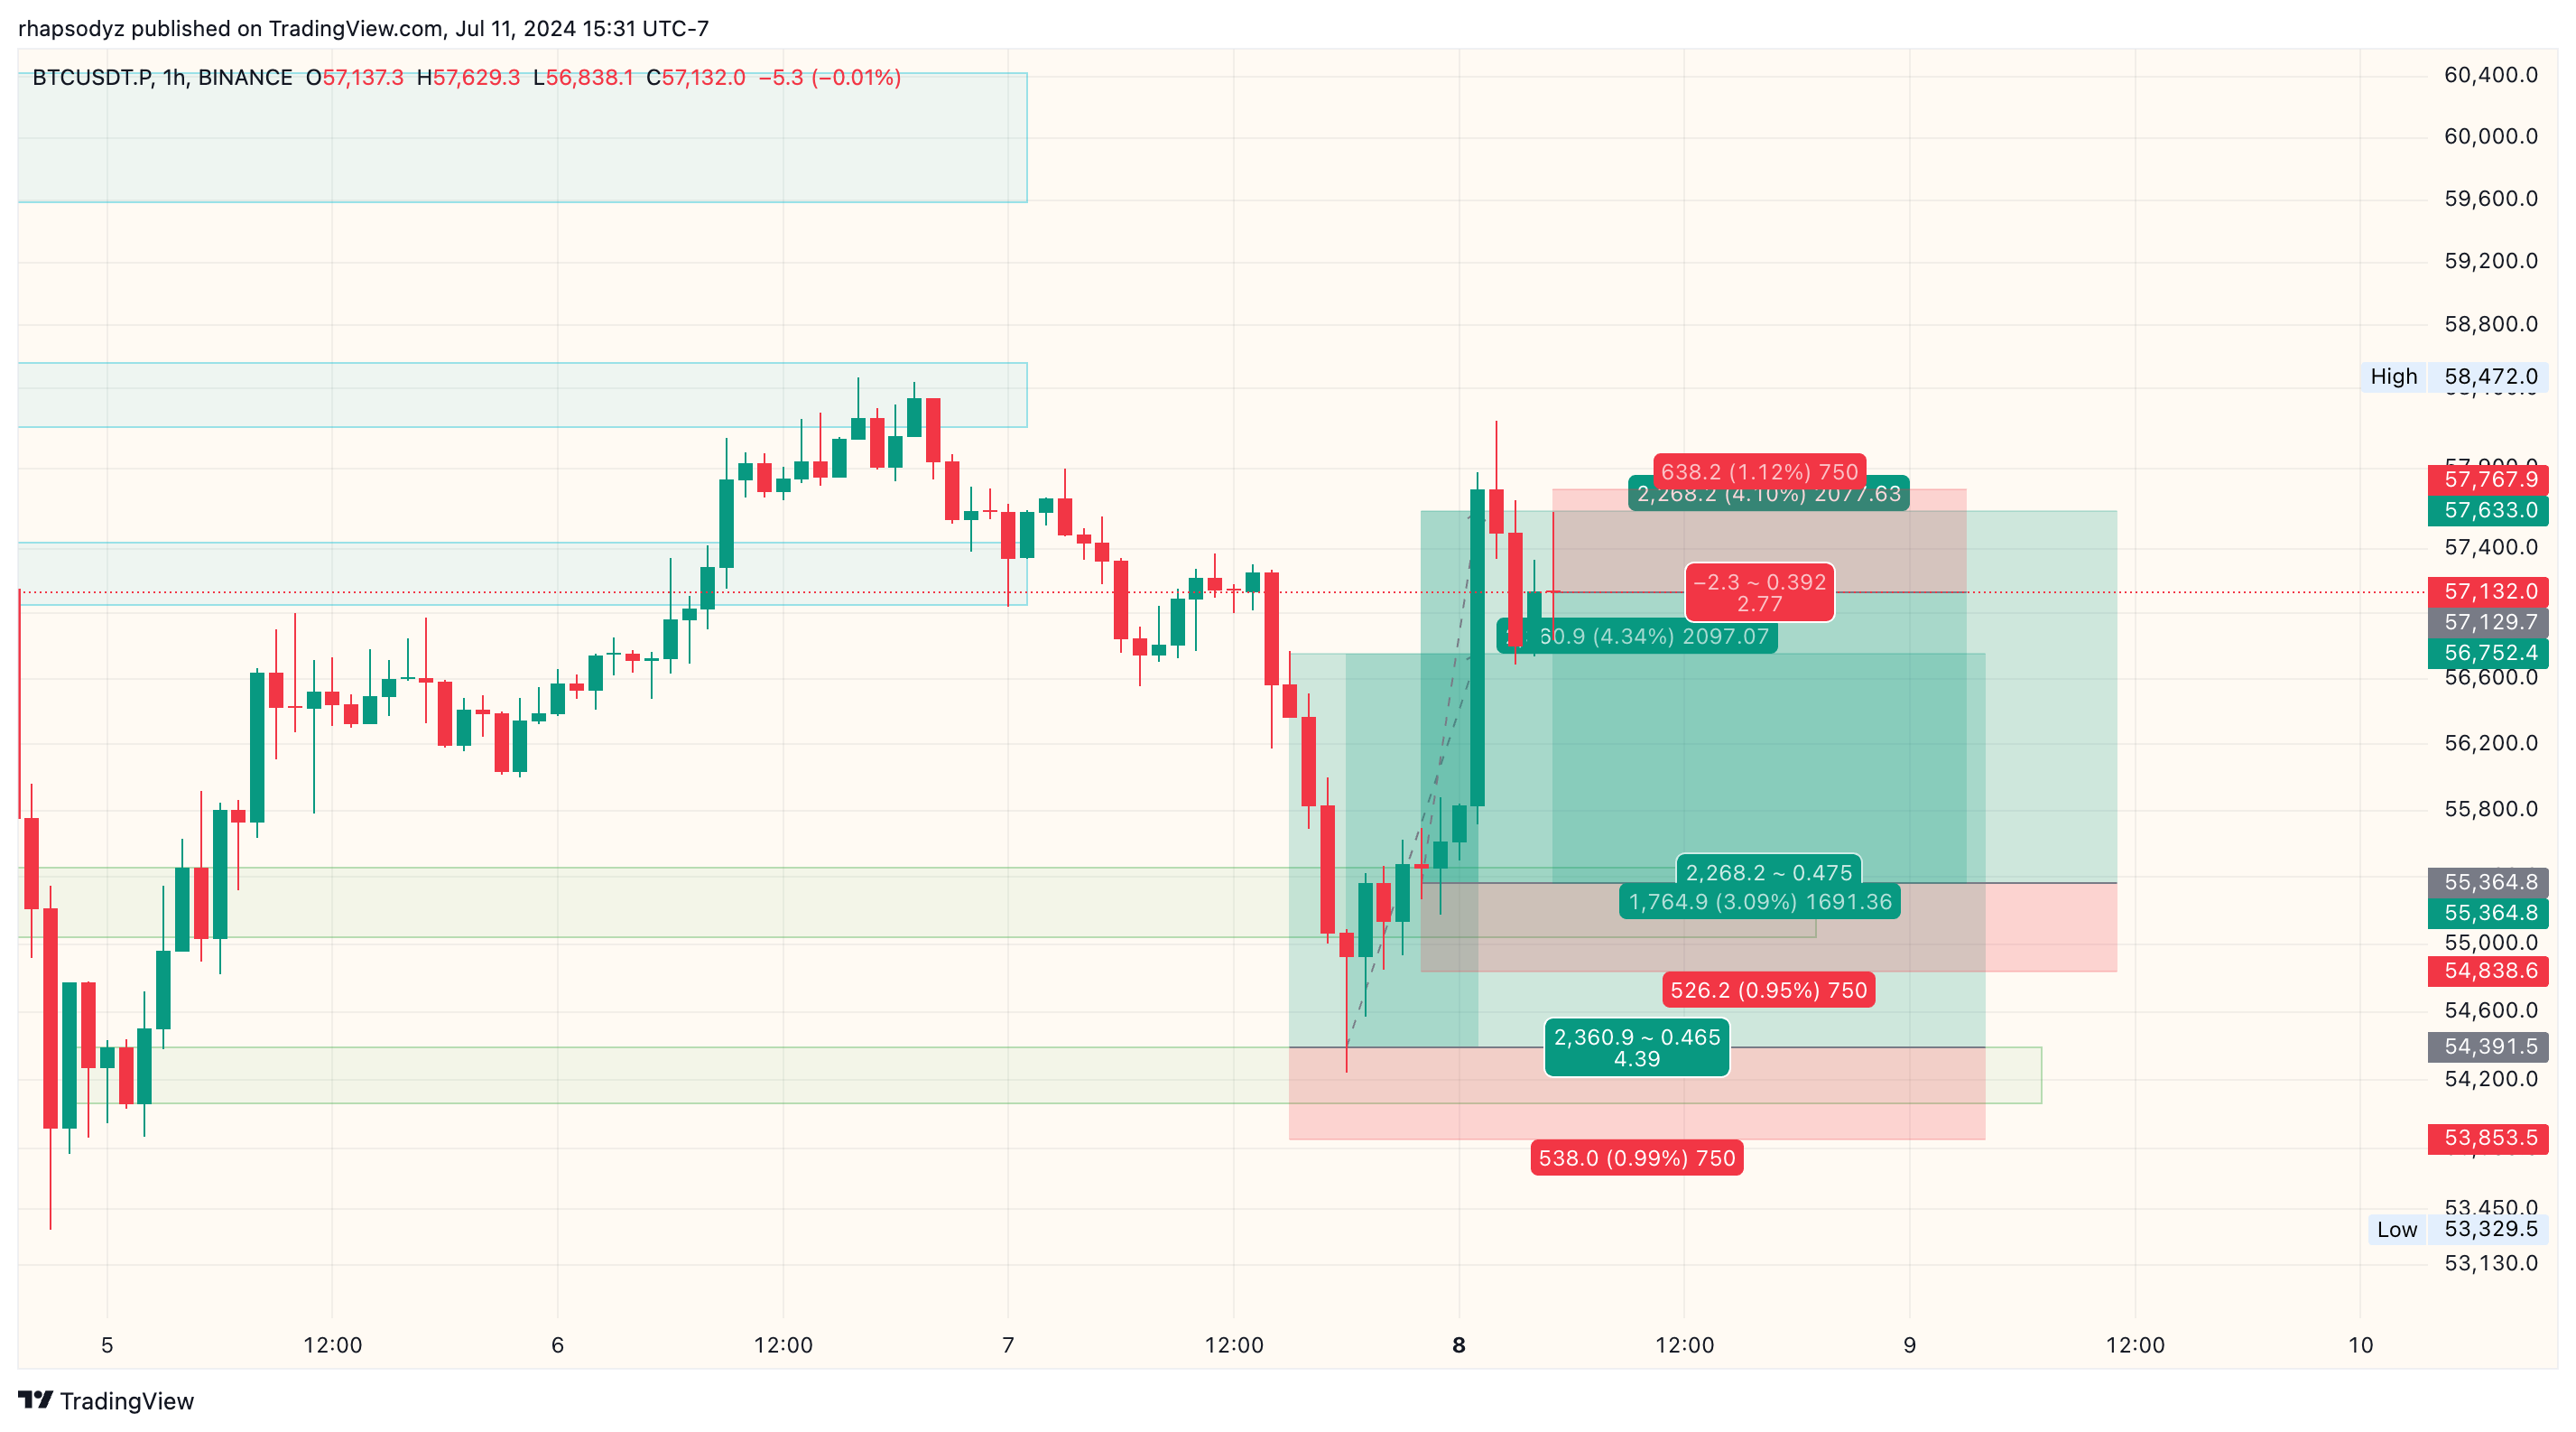 rhapsodyz published on TradingView.com, Jul 11, 2024 15:31 UTC-7
BTCUSDT.P, 1h, BINANCE O57,137.3 H57,629.3 L56,838.1 C57,132.0 −5.3 (−0.01%)
60,400.0
60,000.0
59,600.0
59,200.0
58,800.0
High 58,472.0
638.2 (1.12%) 750
2,268.2 (4.10%) 2077.63
57,767.9
57,633.0
57,400.0
−2.3 ~ 0.392
2.77
57,132.0
57,129.7
60.9 (4.34%) 2097.07
56,752.4
56,600.0
56,200.0
55,800.0
2,268.2 ~ 0.475
55,364.8
1,764.9 (3.09%) 1691.36
55,364.8
55,000.0
54,838.6
526.2 (0.95%) 750
54,600.0
2,360.9 ~ 0.465
4.39
54,391.5
54,200.0
53,853.5
538.0 (0.99%) 750
53,450.0
Low 53,329.5
53,130.0
5 12:00 6 12:00 7 12:00 8 12:00 9 12:00 10
TradingView